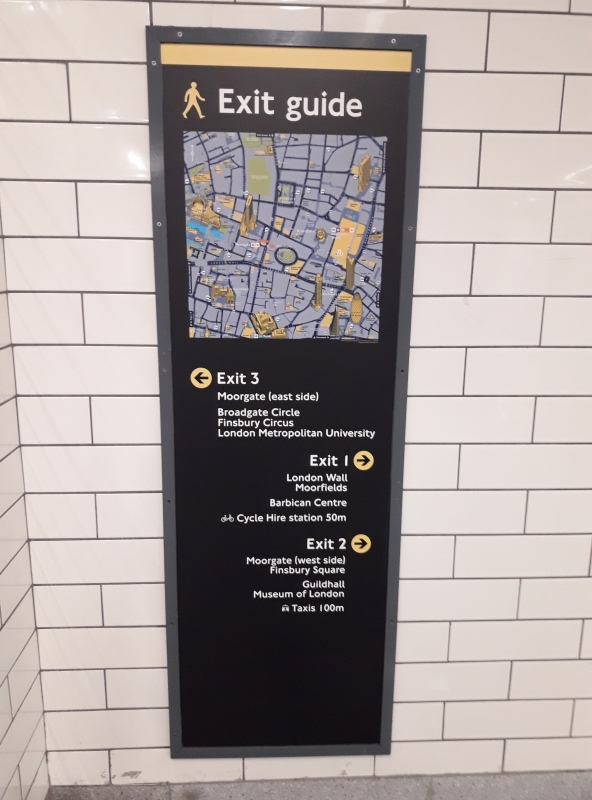 Exit guide
Exit 3
Moorgate (east side)
Broadgate Circle
Finsbury Circus
London Metropolitan University
Exit 1
London Wall
Moorfields
Barbican Centre
Cycle Hire station 50m
Exit 2
Moorgate (west side)
Finsbury Square
Guildhall
Museum of London
Taxis 100m